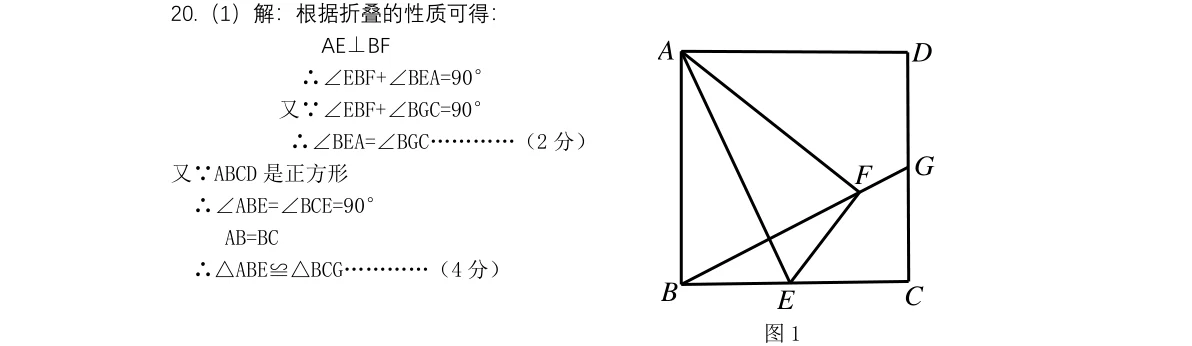 20. (1) 解：根据折叠的性质可得：
AE⊥BF
∴∠EBF+∠BEA=90°
又∵∠EBF+∠BGC=90°
∴∠BEA=∠BGC…………（2 分）
又∵ABCD 是正方形
∴∠ABE=∠BCE=90°
AB=BC
∴△ABE≌△BCG…………（4 分）
A
D
F
G
B
E
C
图 1